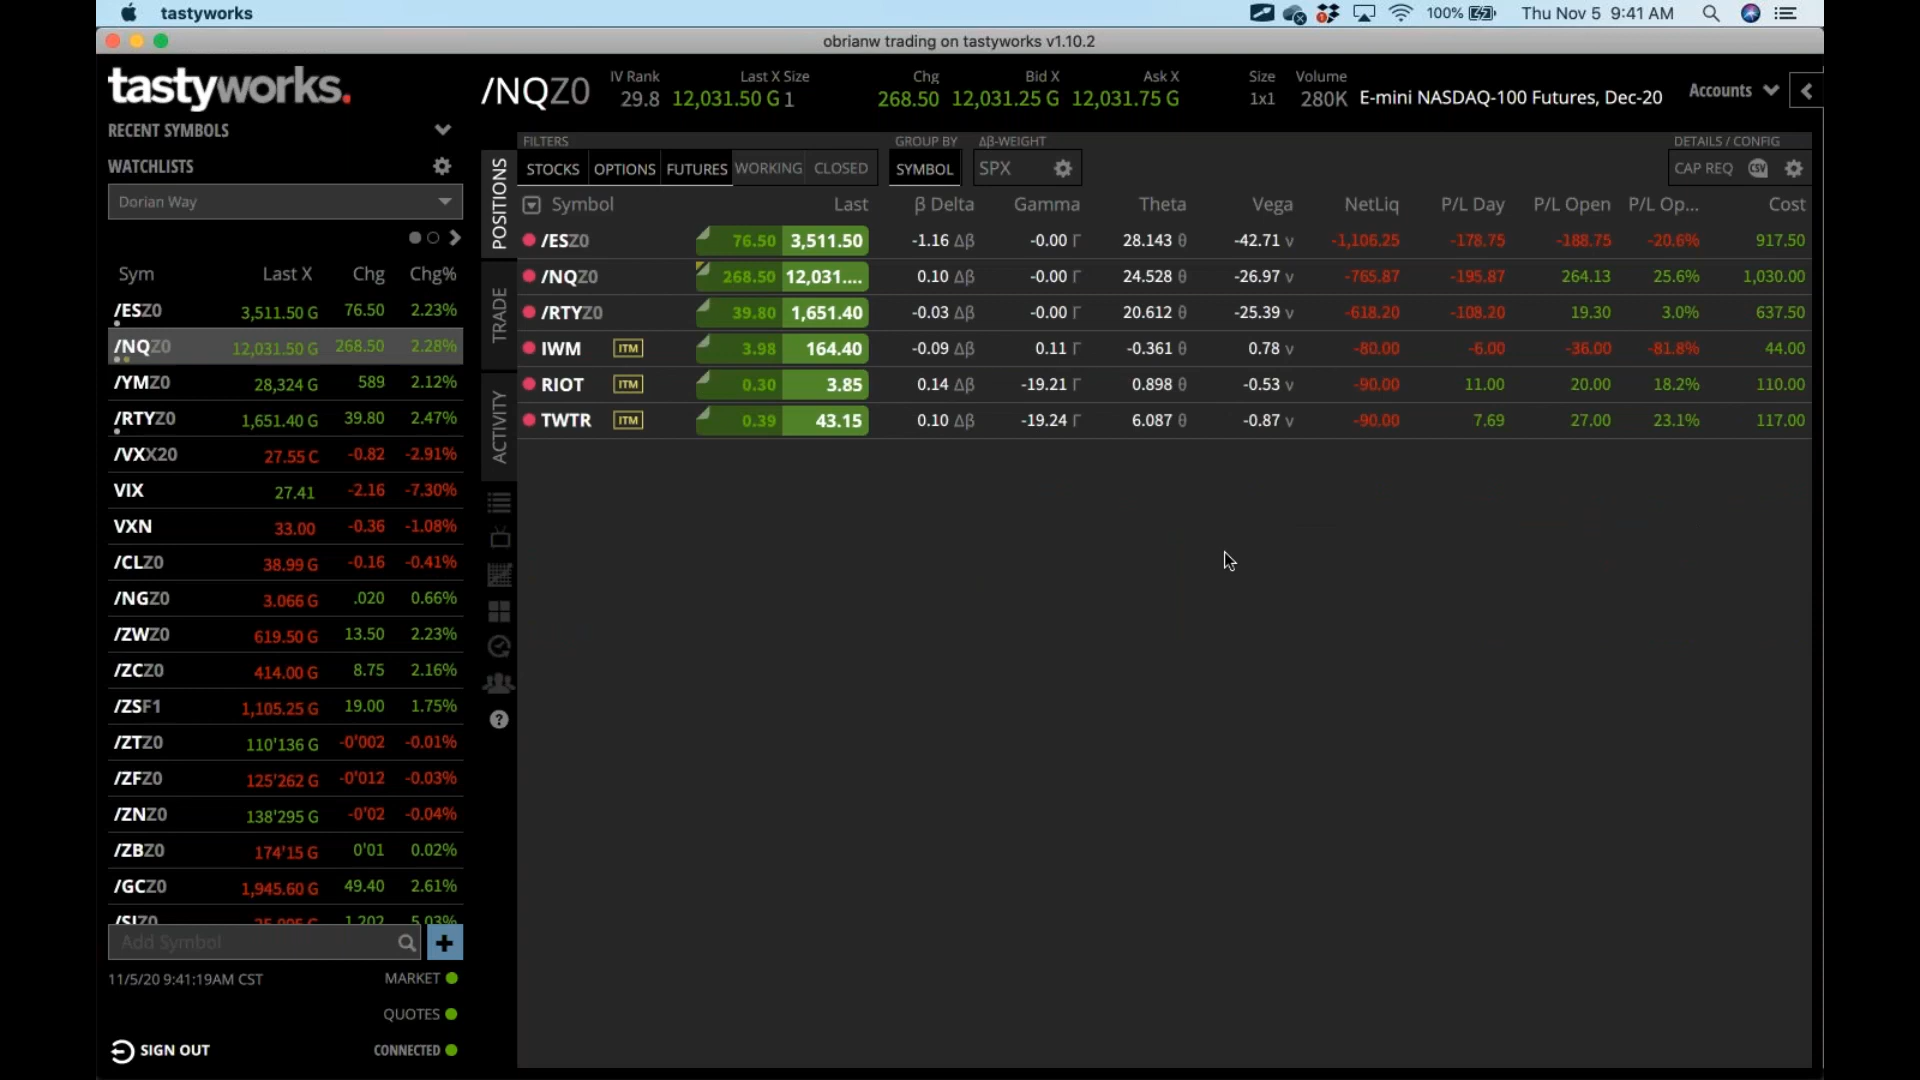 tastyworks
100%
Thu Nov 5 9:41 AM
obrianw trading on tastyworks v1.10.2
tastyworks.
/NQZ0
IV Rank
29.8
Last X Size
12,031.50 G 1
Chg
268.50
Bid X
12,031.25 G
Ask X
12,031.75 G
Size
1x1
Volume
280K
E-mini NASDAQ-100 Futures, Dec-20
Accounts
RECENT SYMBOLS
WATCHLISTS
Dorian Way
Sym Last X Chg Chg%
/ESZ0 3,511.50 G 76.50 2.23%
/NQZ0 12,031.50 G 268.50 2.28%
/YMZ0 28,324 G 589 2.12%
/RTYZ0 1,651.40 G 39.80 2.47%
/VXX20 27.55 C -0.82 -2.91%
VIX 27.41 -2.16 -7.30%
VXN 33.00 -0.36 -1.08%
/CLZ0 38.99 G -0.16 -0.41%
/NGZ0 3.066 G .020 0.66%
/ZWZ0 619.50 G 13.50 2.23%
/ZCZ0 414.00 G 8.75 2.16%
/ZSF1 1,105.25 G 19.00 1.75%
/ZTZ0 110'136 G -0'002 -0.01%
/ZFZ0 125'262 G -0'012 -0.03%
/ZNZ0 138'295 G -0'02 -0.04%
/ZBZ0 174'15 G 0'01 0.02%
/GCZ0 1,945.60 G 49.40 2.61%
/SIZ0 1.202 5.03%
Add Symbol
11/5/20 9:41:19AM CST
MARKET
QUOTES
SIGN OUT
CONNECTED
POSITIONS
TRADE
ACTIVITY
?
FILTERS
STOCKS OPTIONS FUTURES WORKING CLOSED
GROUP BY
SYMBOL
Δβ-WEIGHT
SPX
DETAILS / CONFIG
CAP REQ CSV
Symbol Last β Delta Gamma Theta Vega NetLiq P/L Day P/L Open P/L Op... Cost
/ESZ0 76.50 3,511.50 -1.16 Δβ -0.00 Γ 28.143 θ -42.71 v -1,106.25 -178.75 -188.75 -20.6% 917.50
/NQZ0 268.50 12,031.... 0.10 Δβ -0.00 Γ 24.528 θ -26.97 v -765.87 -195.87 264.13 25.6% 1,030.00
/RTYZ0 39.80 1,651.40 -0.03 Δβ -0.00 Γ 20.612 θ -25.39 v -618.20 -108.20 19.30 3.0% 637.50
IWM ITM 3.98 164.40 -0.09 Δβ 0.11 Γ -0.361 θ 0.78 v -80.00 -6.00 -36.00 -81.8% 44.00
RIOT ITM 0.30 3.85 0.14 Δβ -19.21 Γ 0.898 θ -0.53 v -90.00 11.00 20.00 18.2% 110.00
TWTR ITM 0.39 43.15 0.10 Δβ -19.24 Γ 6.087 θ -0.87 v -90.00 7.69 27.00 23.1% 117.00